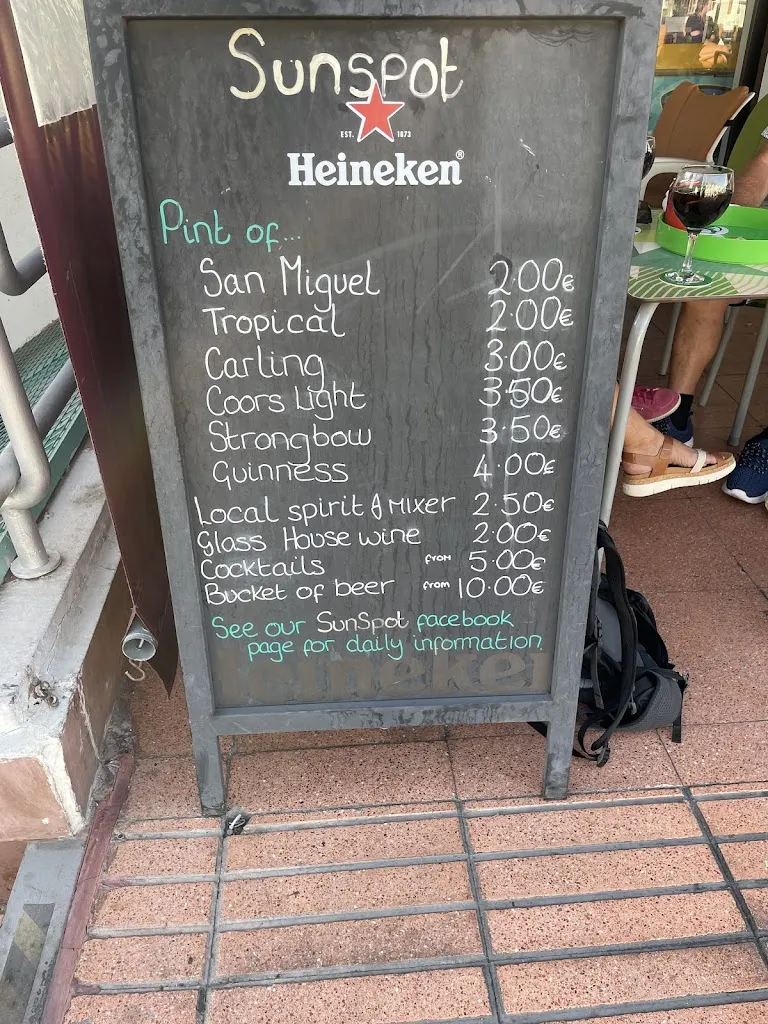 Sunspot
EST. 1873
Heineken®
Pint of...
San Miguel 2.00€
Tropical 2.00€
Carling 3.00€
Coors Light 3.50€
Strongbow 3.50€
Guinness 4.00€
Local spirit & MIXER 2.50€
Glass House wine 2.00€
Cocktails from 5.00€
Bucket of beer from 10.00€
See our SunSpot facebook
page for daily information
Heineken